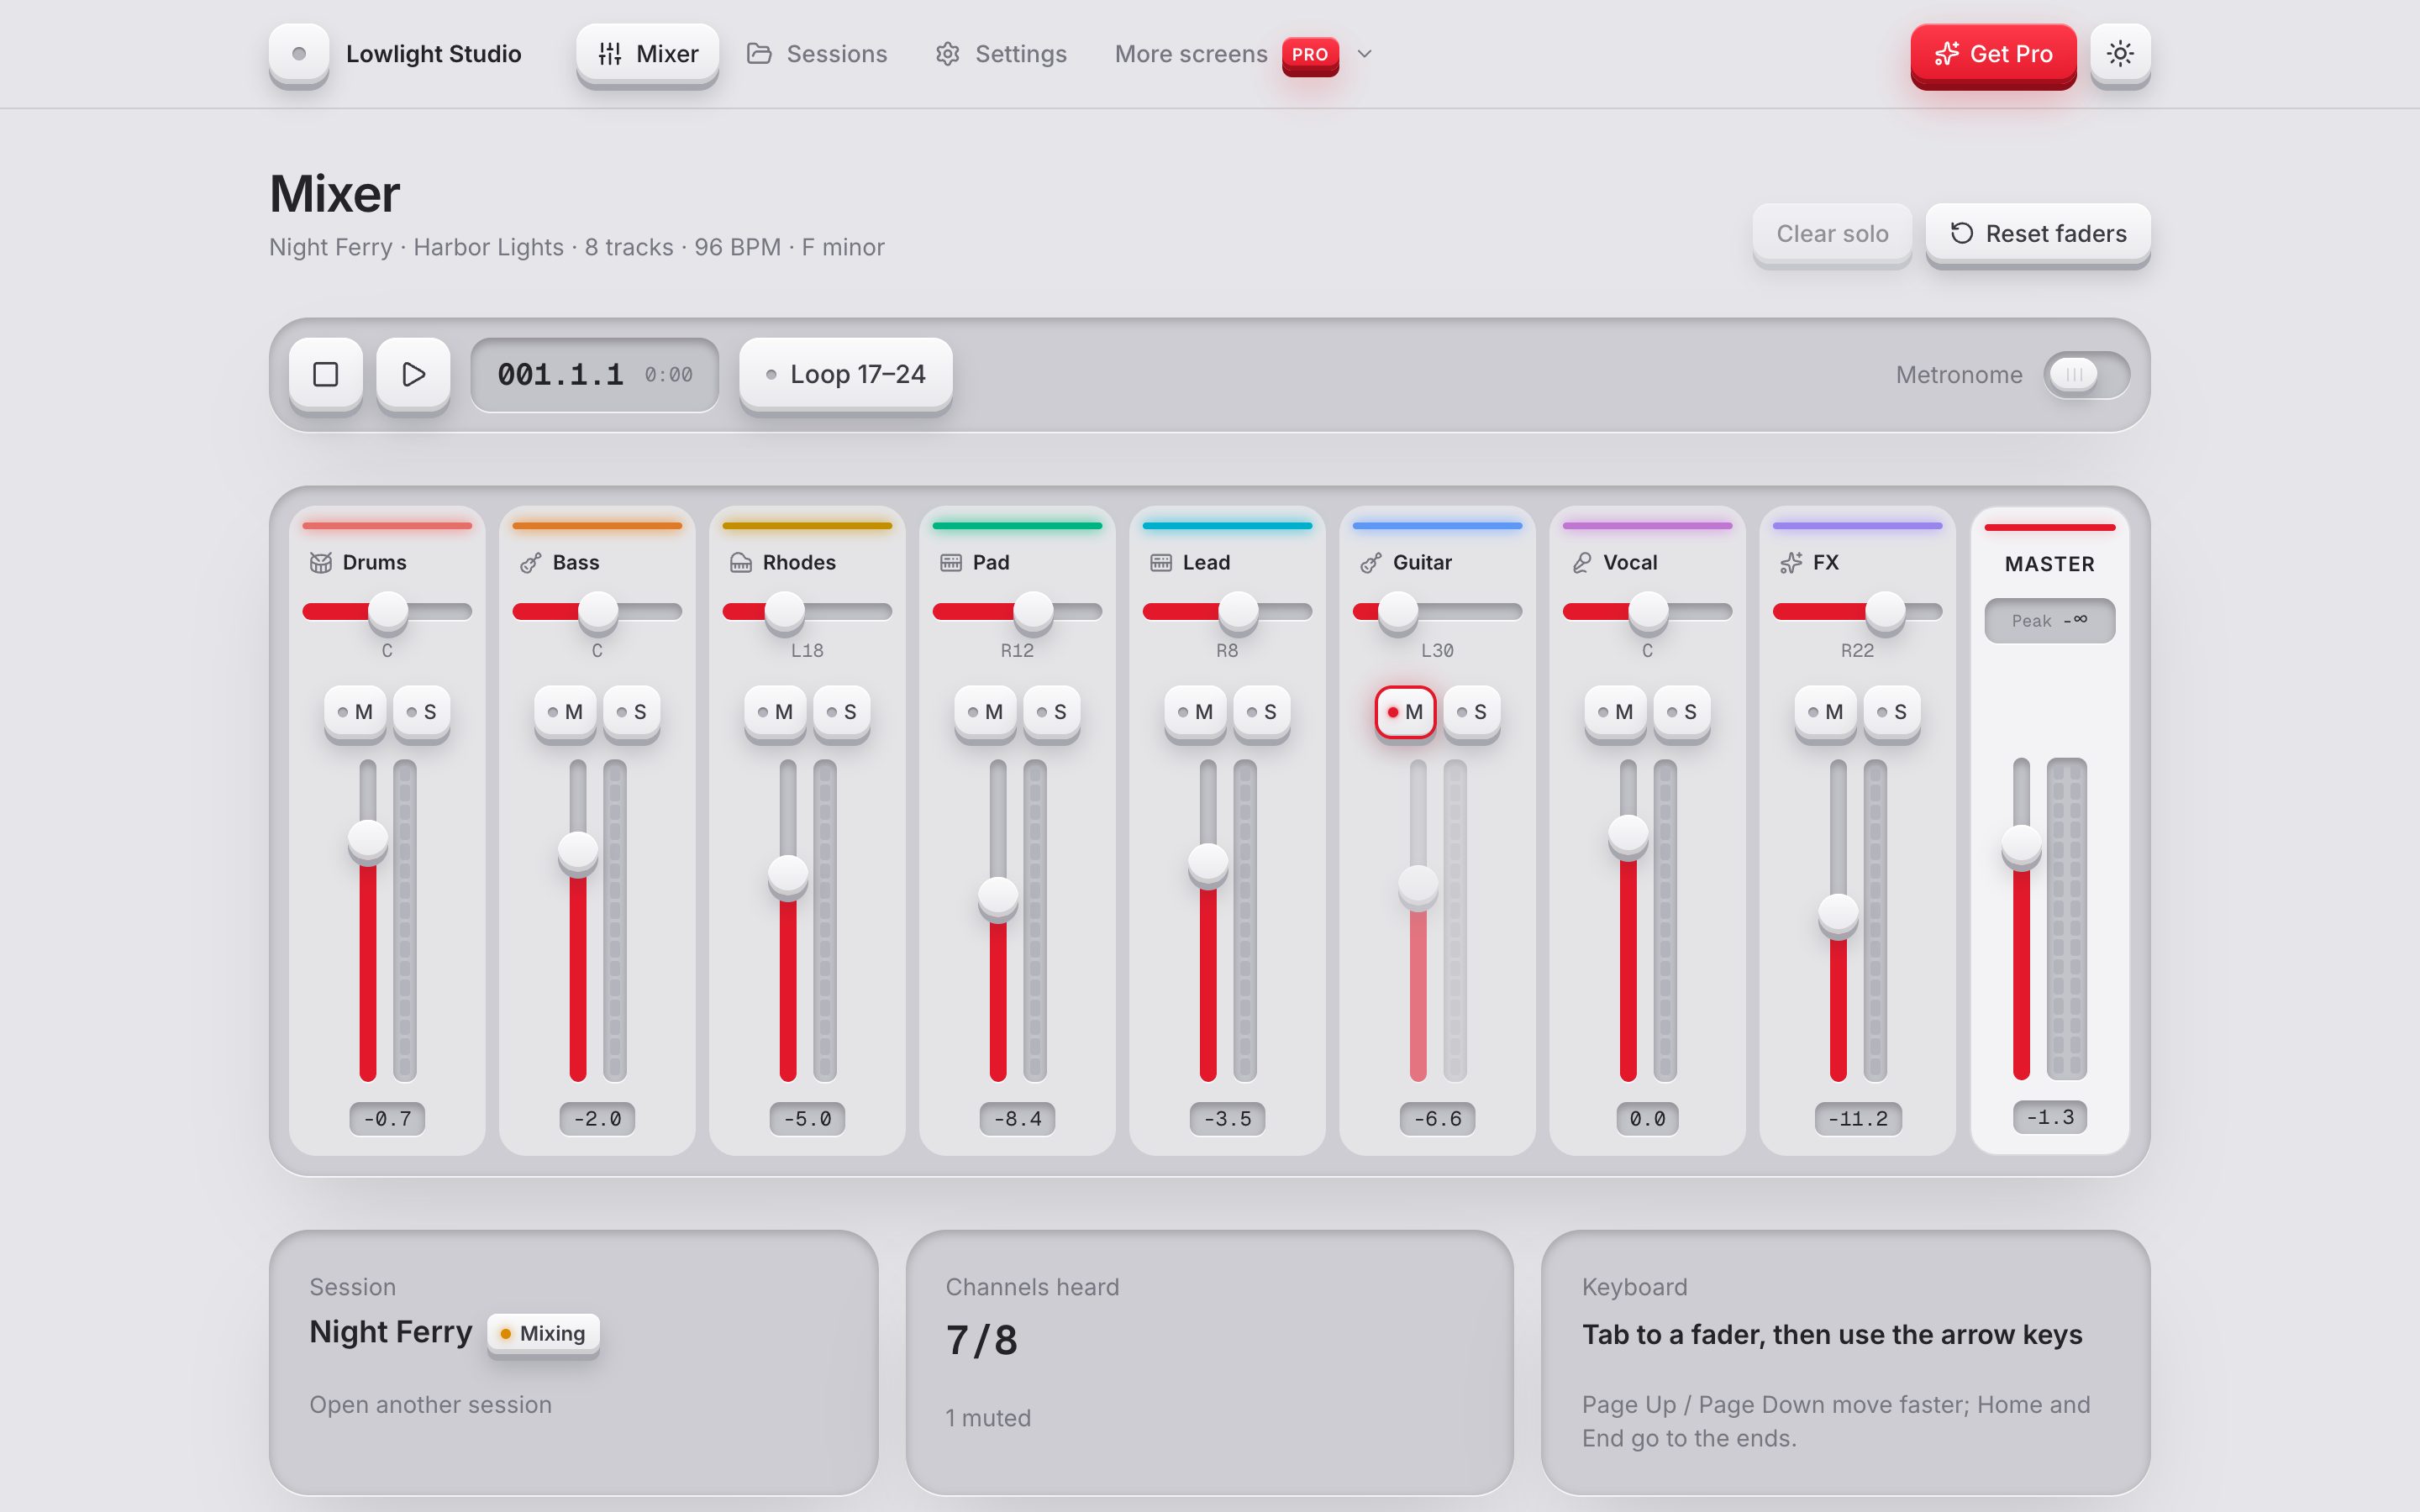 Lowlight Studio Mixer Sessions Settings More screens PRO Get Pro
Mixer
Night Ferry · Harbor Lights · 8 tracks · 96 BPM · F minor
Clear solo Reset faders
001.1.1 0:00 Loop 17–24 Metronome
Drums Bass Rhodes Pad Lead Guitar Vocal FX MASTER
Peak -∞
C C L18 R12 R8 L30 C R22
M S M S M S M S M S M S M S M S
-0.7 -2.0 -5.0 -8.4 -3.5 -6.6 0.0 -11.2 -1.3
Session
Night Ferry Mixing
Open another session
Channels heard
7/8
1 muted
Keyboard
Tab to a fader, then use the arrow keys
Page Up / Page Down move faster; Home and
End go to the ends.